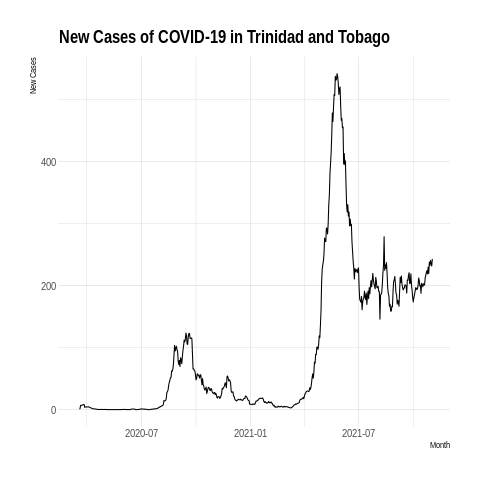 New Cases of COVID-19 in Trinidad and Tobago
New Cases
400
200
0
2020-07
2021-01
2021-07
Month